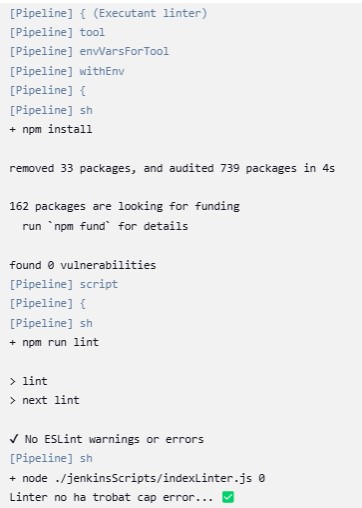 [Pipeline] { (Executant linter)
[Pipeline] tool
[Pipeline] envVarsForTool
[Pipeline] withEnv
[Pipeline] {
[Pipeline] sh
+ npm install
removed 33 packages, and audited 739 packages in 4s
162 packages are looking for funding
run `npm fund` for details
found 0 vulnerabilities
[Pipeline] script
[Pipeline] {
[Pipeline] sh
+ npm run lint
> lint
> next lint
✓ No ESLint warnings or errors
[Pipeline] sh
+ node ./jenkinsScripts/indexLinter.js 0
Linter no ha trobat cap error... ✅